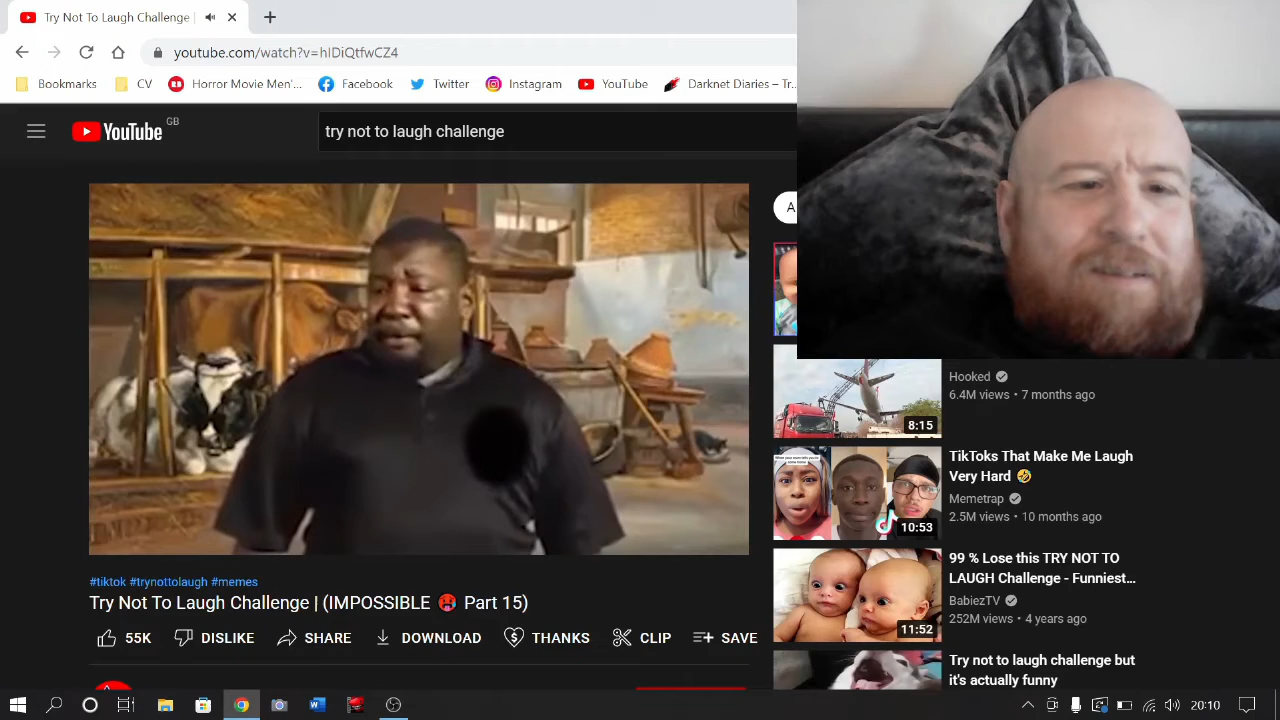 Try Not To Laugh Challenge |
youtube.com/watch?v=hIDiQtfwCZ4
Bookmarks
CV
Horror Movie Men'...
Facebook
Twitter
Instagram
YouTube
Darknet Diaries – Tr...
YouTube GB
try not to laugh challenge
A
Hooked
6.4M views • 7 months ago
8:15
TikToks That Make Me Laugh
Very Hard 🤣
Memetrap
2.5M views • 10 months ago
10:53
99 % Lose this TRY NOT TO
LAUGH Challenge - Funniest...
BabiezTV
252M views • 4 years ago
11:52
Try not to laugh challenge but
it's actually funny
#tiktok #trynottolaugh #memes
Try Not To Laugh Challenge | (IMPOSSIBLE 🥵 Part 15)
55K
DISLIKE
SHARE
DOWNLOAD
THANKS
CLIP
SAVE
20:10